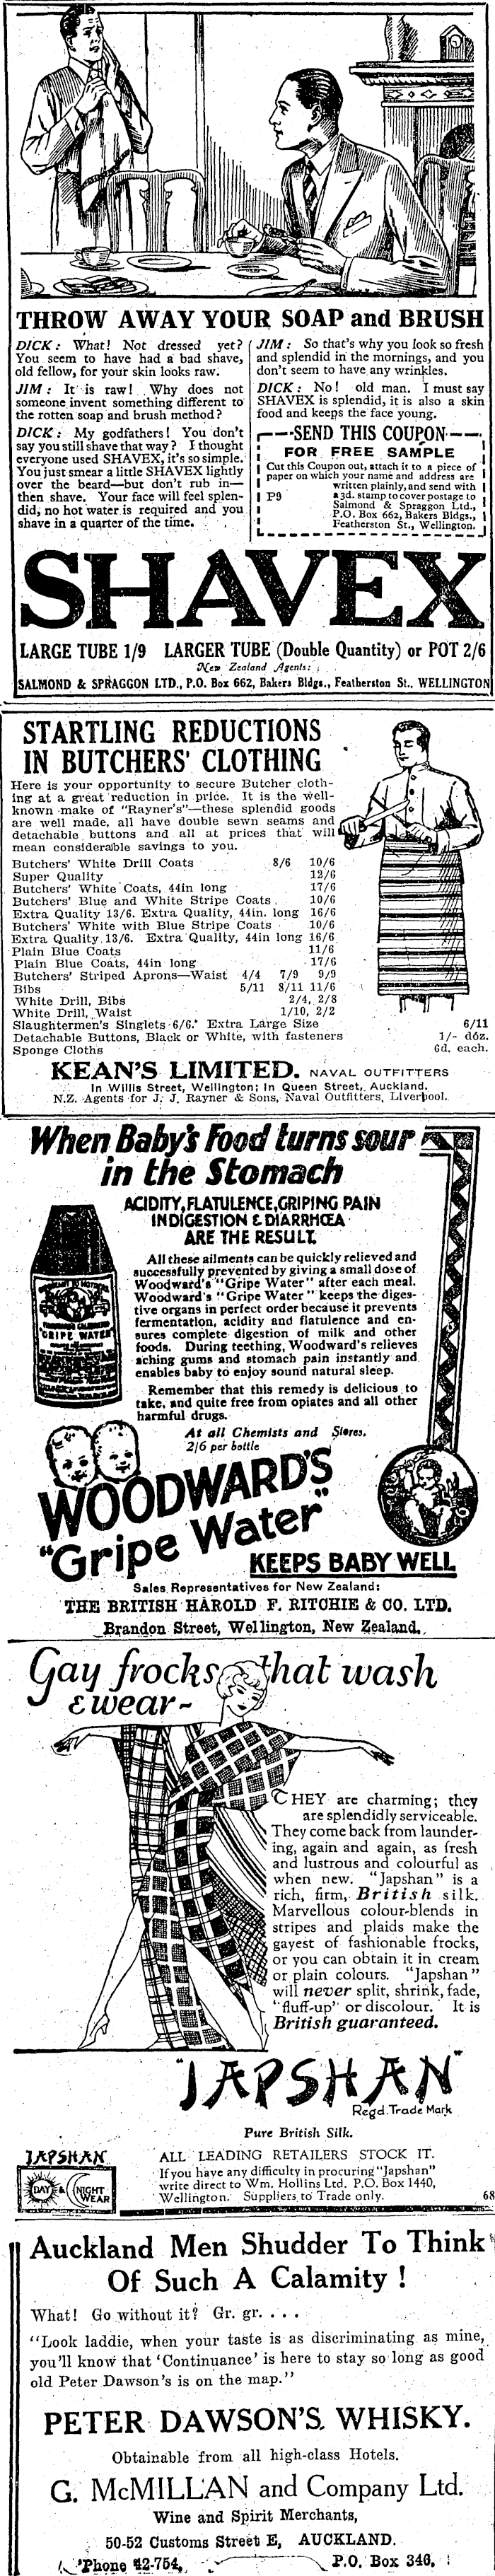 THROW AWAY YOUR SOAP and BRUSH
DICK: What! Not dressed yet?
You seem to have had a bad shave,
old fellow, for your skin looks raw.
JIM: It is raw! Why does not
someone invent something different to
the rotten soap and brush method?
DICK: My godfathers! You don't
say you still shave that way? I thought
everyone used SHAVEX, it's so simple.
You just smear a little SHAVEX lightly
over the beard—but don't rub in—
then shave. Your face will feel splen-
did, no hot water is required and you
shave in a quarter of the time.
JIM: So that's why you look so fresh
and splendid in the mornings, and you
don't seem to have any wrinkles.
DICK: No! old man. I must say
SHAVEX is splendid, it is also a skin
food and keeps the face young.
SEND THIS COUPON
FOR FREE SAMPLE
Cut this Coupon out, attach it to a piece of
paper on which your name and address are
written plainly, and send with
P9 a 3d. stamp to cover postage to
Salmond & Spraggon Ltd.,
P.O. Box 662, Bakers Bldgs.,
Featherston St., Wellington.
SHAVEX
LARGE TUBE 1/9 LARGER TUBE (Double Quantity) or POT 2/6
New Zealand Agents:
SALMOND & SPRAGGON LTD., P.O. Box 662, Bakers Bldgs., Featherston St., WELLINGTON
STARTLING REDUCTIONS
IN BUTCHERS' CLOTHING
Here is your opportunity to secure Butcher cloth-
ing at a great reduction in price. It is the well-
known make of "Rayner's"—these splendid goods
are well made, all have double sewn seams and
detachable buttons and all at prices that will
mean considerable savings to you.
Butchers' White Drill Coats 8/6 10/6
Super Quality 12/6
Butchers' White Coats, 44in long 17/6
Butchers' Blue and White Stripe Coats 10/6
Extra Quality 13/6. Extra Quality, 44in. long 16/6
Butchers' White with Blue Stripe Coats 10/6
Extra Quality 13/6. Extra Quality, 44in long 16/6
Plain Blue Coats 11/6
Plain Blue Coats, 44in long 17/6
Butchers' Striped Aprons—Waist 4/4 7/9 9/9
Bibs 5/11 8/11 11/6
White Drill, Bibs 2/4, 2/8
White Drill, Waist 1/10, 2/2
Slaughtermen's Singlets 6/6. Extra Large Size 6/11
Detachable Buttons, Black or White, with fasteners 1/- doz.
Sponge Cloths 6d. each.
KEAN'S LIMITED. NAVAL OUTFITTERS
In Willis Street, Wellington; In Queen Street, Auckland.
N.Z. Agents for J. J. Rayner & Sons, Naval Outfitters, Liverpool.
When Baby's Food turns sour
in the Stomach
ACIDITY, FLATULENCE, GRIPING PAIN
INDIGESTION & DIARRHŒA
ARE THE RESULT.
All these ailments can be quickly relieved and
successfully prevented by giving a small dose of
Woodward's "Gripe Water" after each meal.
Woodward's "Gripe Water" keeps the diges-
tive organs in perfect order because it prevents
fermentation, acidity and flatulence and en-
sures complete digestion of milk and other
foods. During teething, Woodward's relieves
aching gums and stomach pain instantly and
enables baby to enjoy sound natural sleep.
Remember that this remedy is delicious to
take, and quite free from opiates and all other
harmful drugs.
At all Chemists and Stores.
2/6 per bottle
GRIPE WATER
WOODWARD'S
"Gripe Water"
KEEPS BABY WELL
Sales Representatives for New Zealand:
THE BRITISH HAROLD F. RITCHIE & CO. LTD.
Brandon Street, Wellington, New Zealand.
Gay frocks that wash
& wear~
THEY are charming; they
are splendidly serviceable.
They come back from launder-
ing, again and again, as fresh
and lustrous and colourful as
when new. "Japshan" is a
rich, firm, British silk.
Marvellous colour-blends in
stripes and plaids make the
gayest of fashionable frocks,
or you can obtain it in cream
or plain colours. "Japshan"
will never split, shrink, fade,
"fluff-up" or discolour. It is
British guaranteed.
"JAPSHAN"
Regd. Trade Mark
Pure British Silk.
JAPSHAN
DAY & NIGHT
WEAR
ALL LEADING RETAILERS STOCK IT.
If you have any difficulty in procuring "Japshan"
write direct to Wm. Hollins Ltd. P.O. Box 1440,
Wellington. Suppliers to Trade only. 68
Auckland Men Shudder To Think
Of Such A Calamity!
What! Go without it? Gr. gr. . . .
"Look laddie, when your taste is as discriminating as mine,
you'll know that 'Continuance' is here to stay so long as good
old Peter Dawson's is on the map."
PETER DAWSON'S WHISKY.
Obtainable from all high-class Hotels.
G. McMILLAN and Company Ltd.
Wine and Spirit Merchants,
50-52 Customs Street E, AUCKLAND.
'Phone 42-754, P.O. Box 346,